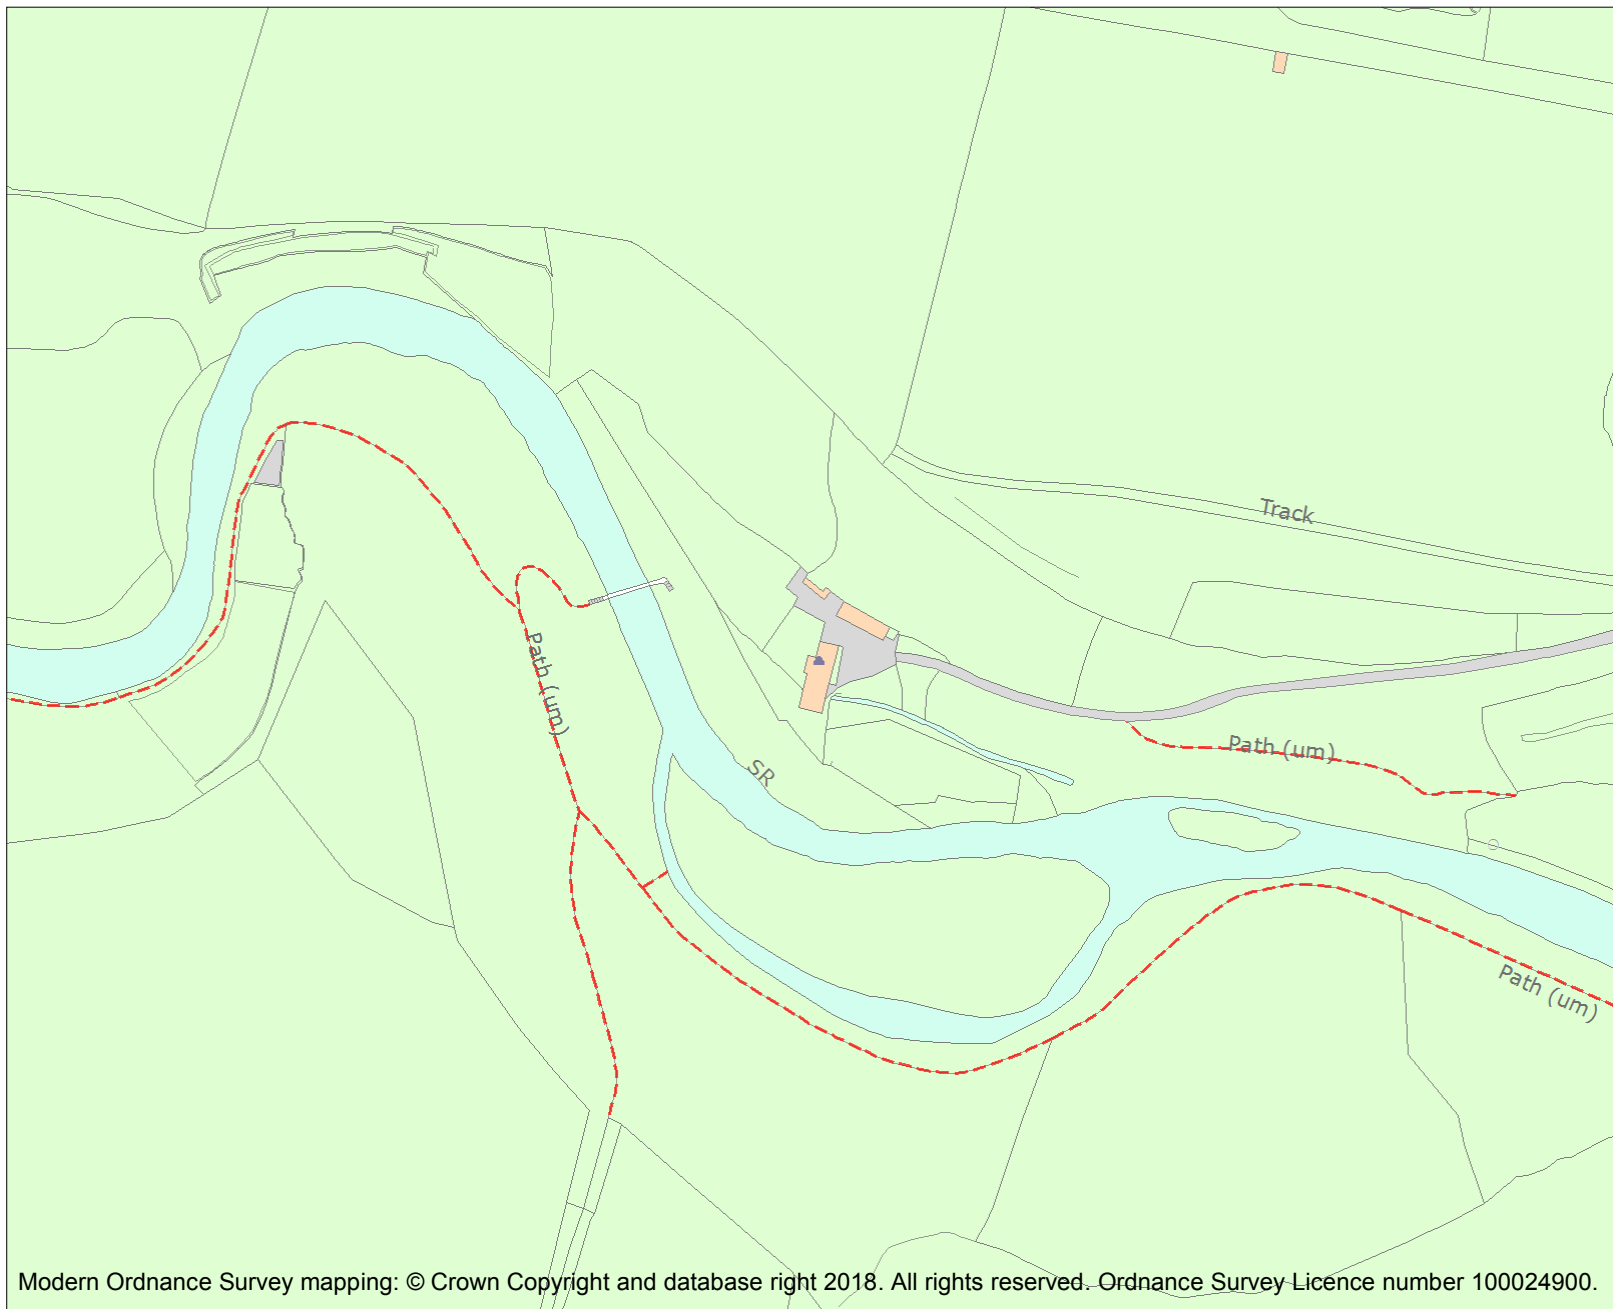 Track
Path (um)
SR
Path (um)
Path (um)
Modern Ordnance Survey mapping: © Crown Copyright and database right 2018. All rights reserved. Ordnance Survey Licence number 100024900.